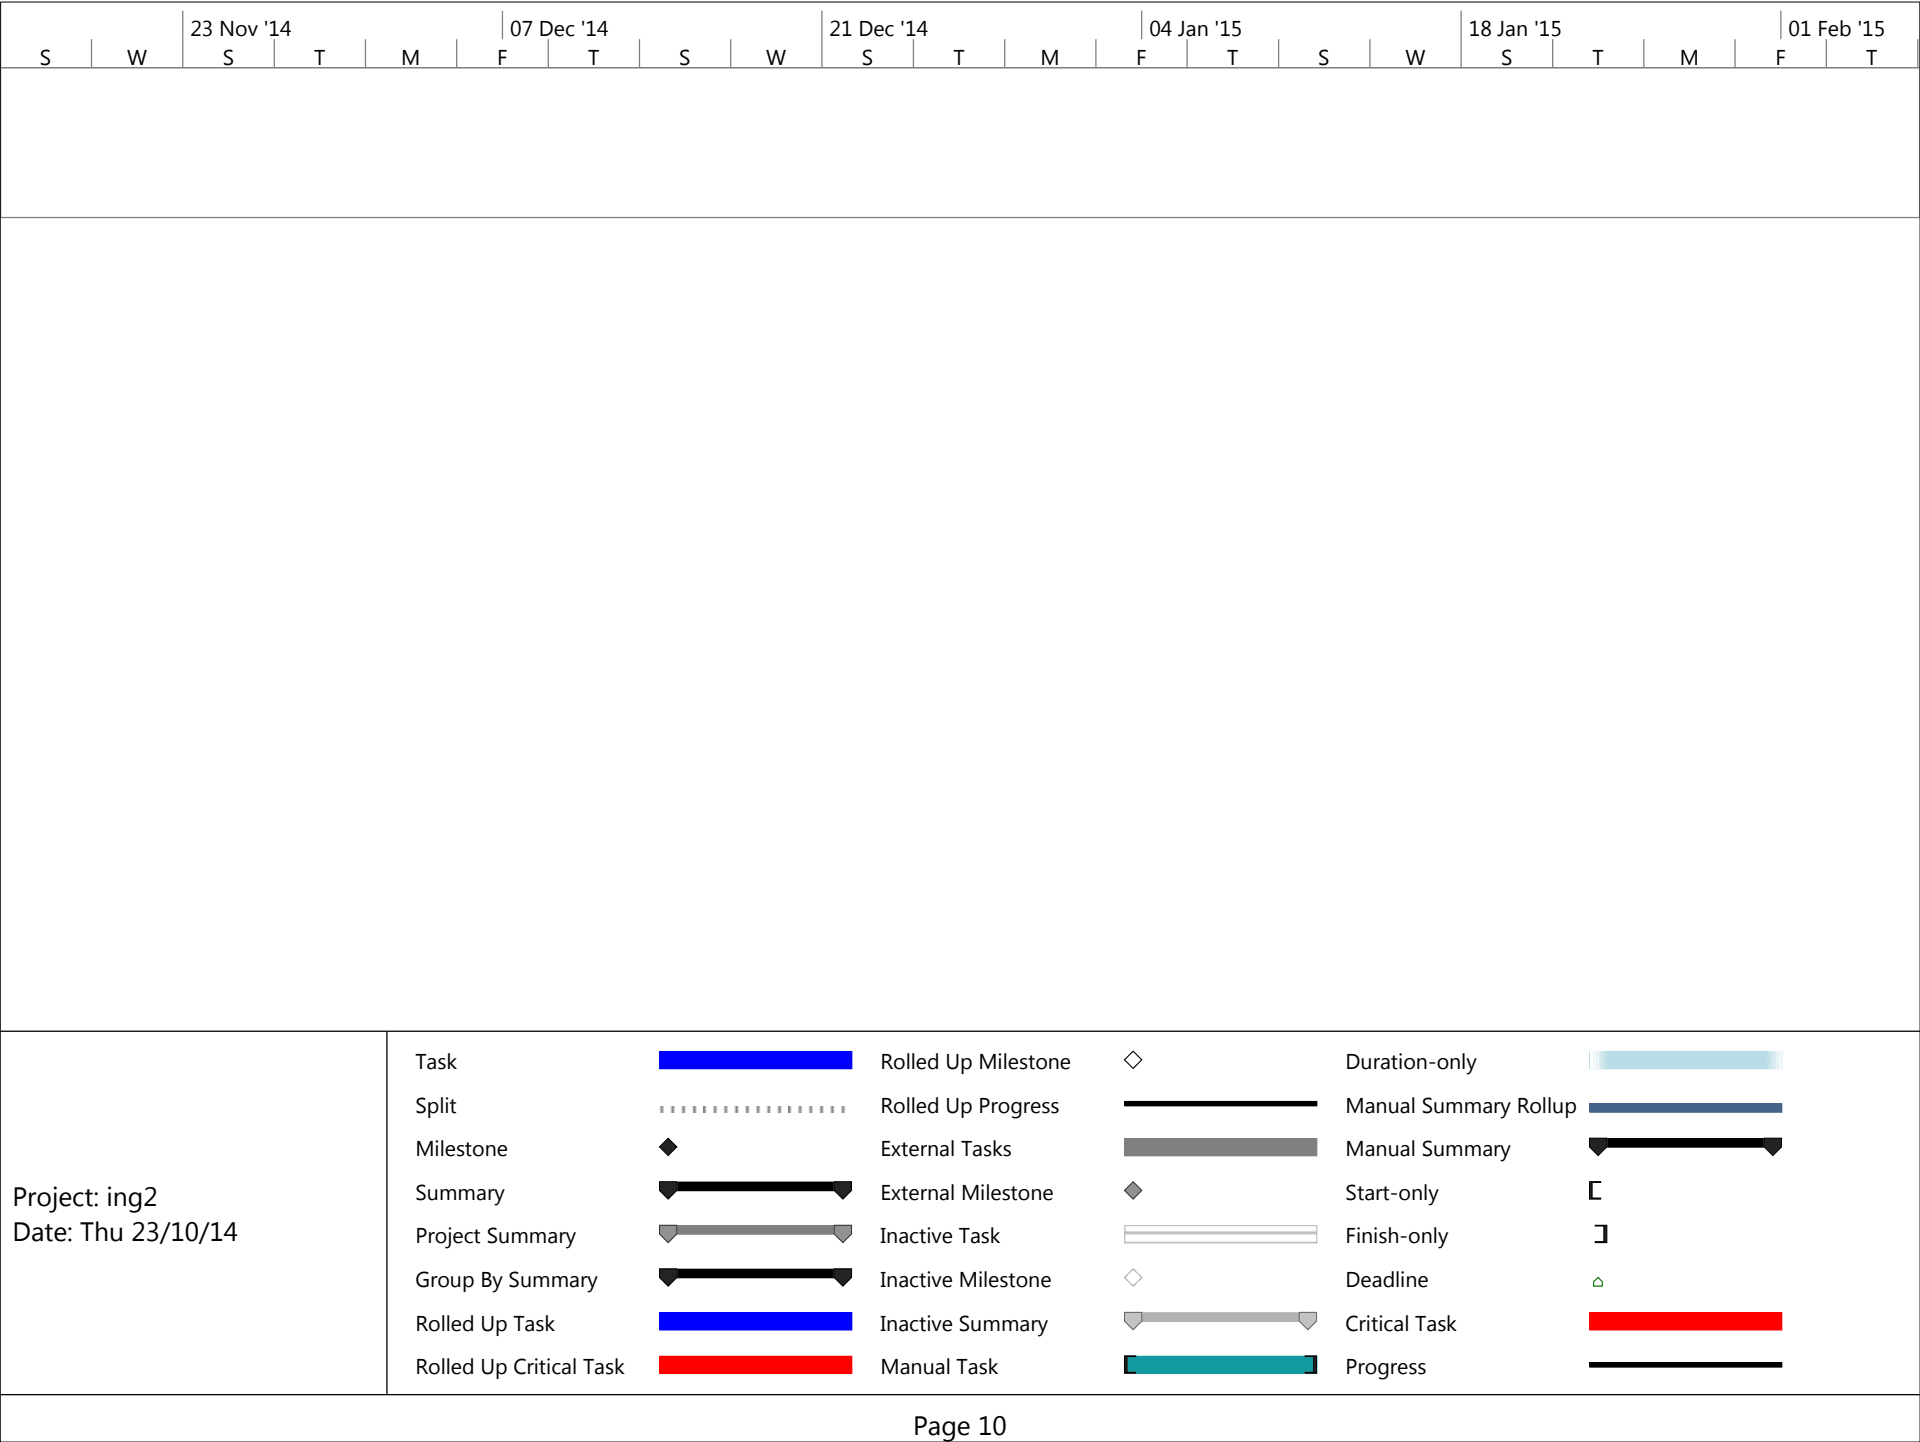 23 Nov '14 07 Dec '14 21 Dec '14 04 Jan '15 18 Jan '15 01 Feb '15
S W S T M F T S W S T M F T S W S T M F T
Task Rolled Up Milestone Duration-only
Split Rolled Up Progress Manual Summary Rollup
Milestone External Tasks Manual Summary
Summary External Milestone Start-only
Project Summary Inactive Task Finish-only
Group By Summary Inactive Milestone Deadline
Rolled Up Task Inactive Summary Critical Task
Rolled Up Critical Task Manual Task Progress
Project: ing2
Date: Thu 23/10/14
Page 10